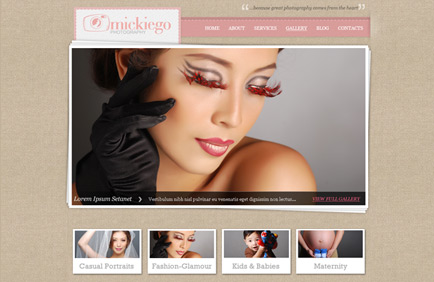 “ because great photography comes from the heart ”
mickiego
PHOTOGRAPHY
HOME ABOUT SERVICES GALLERY BLOG CONTACTS
Lorem Ipsum Setanet
Vestibulum nibh nisl pulvinar eu venenatis eget dignissim non lectus...
VIEW FULL GALLERY
Casual Portraits Fashion-Glamour Kids & Babies Maternity